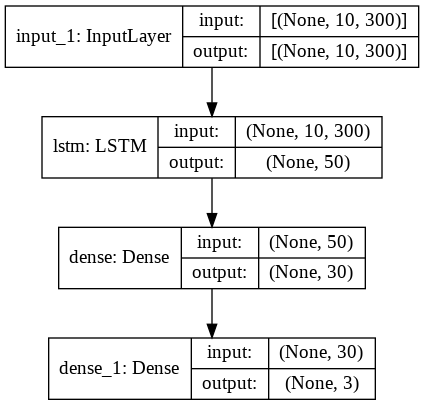 input_1: InputLayer
input: [(None, 10, 300)]
output: [(None, 10, 300)]
lstm: LSTM
input: (None, 10, 300)
output: (None, 50)
dense: Dense
input: (None, 50)
output: (None, 30)
dense_1: Dense
input: (None, 30)
output: (None, 3)